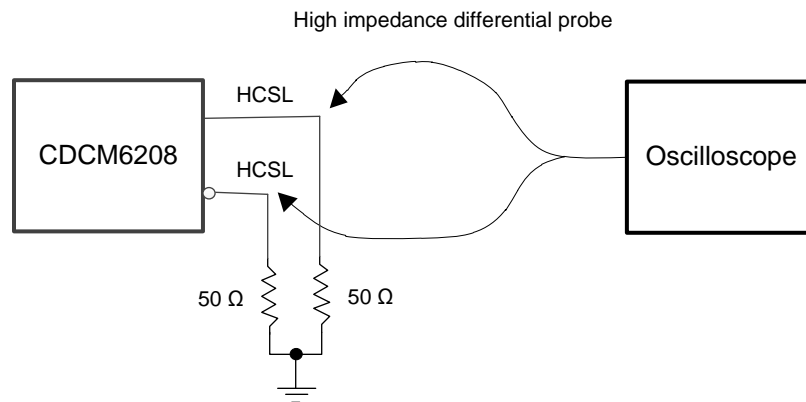 High impedance differential probe
HCSL
CDCM6208
HCSL
Oscilloscope
50 Ω
50 Ω